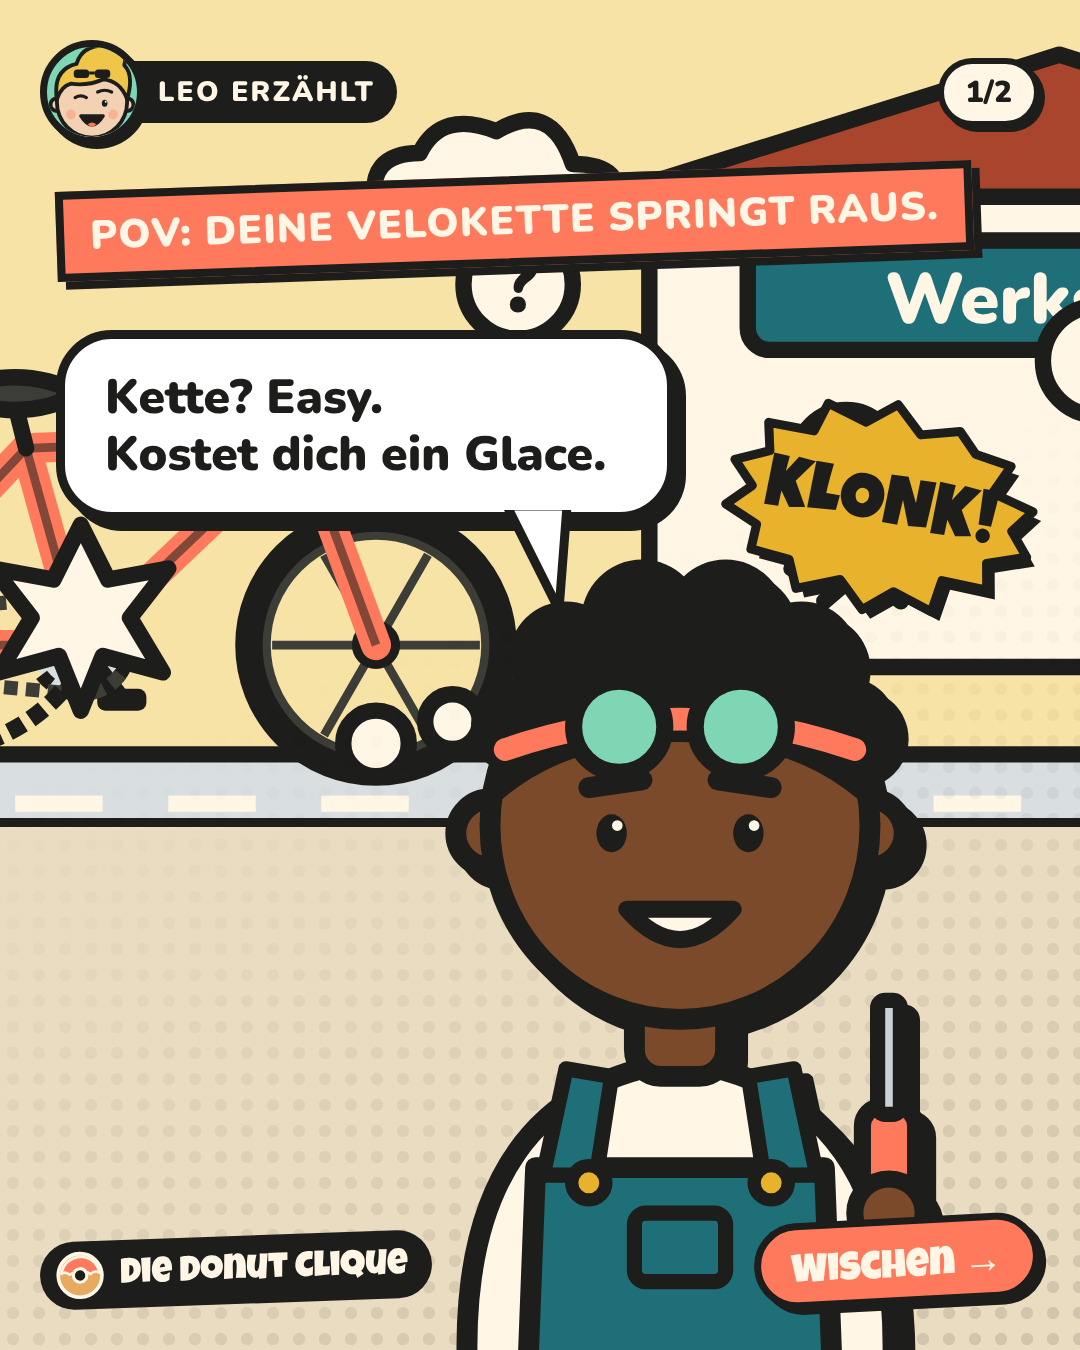 LEO ERZÄHLT
1/2
POV: DEINE VELOKETTE SPRINGT RAUS.
?
Werks
Kette? Easy.
Kostet dich ein Glace.
KLONK!
DIE DONUT CLIQUE
WISCHEN →